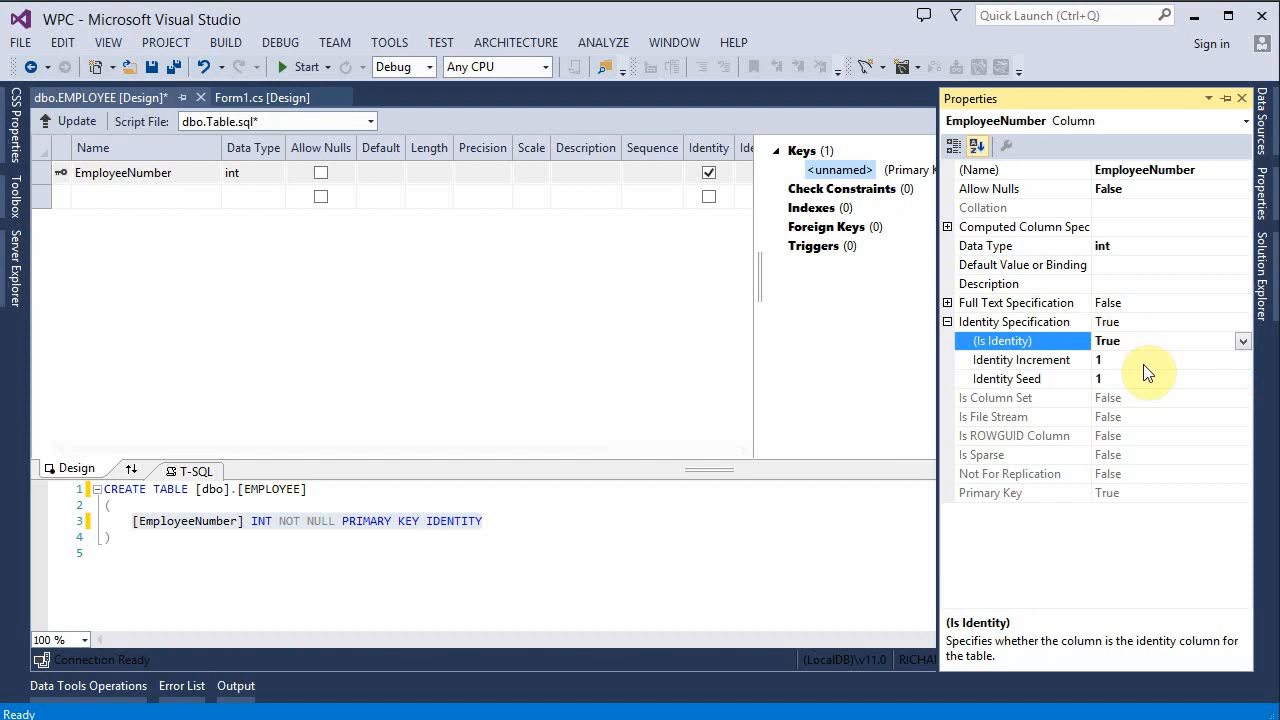 WPC - Microsoft Visual Studio
Quick Launch (Ctrl+Q)
FILE EDIT VIEW PROJECT BUILD DEBUG TEAM TOOLS TEST ARCHITECTURE ANALYZE WINDOW HELP
Sign in
Start Debug Any CPU
CSS Properties
Toolbox
Server Explorer
dbo.EMPLOYEE [Design]* Form1.cs [Design]
Update Script File: dbo.Table.sql*
Name Data Type Allow Nulls Default Length Precision Scale Description Sequence Identity Ide
EmployeeNumber int
Keys (1)
<unnamed> (Primary K
Check Constraints (0)
Indexes (0)
Foreign Keys (0)
Triggers (0)
Design T-SQL
1 CREATE TABLE [dbo].[EMPLOYEE]
2 (
3 [EmployeeNumber] INT NOT NULL PRIMARY KEY IDENTITY
4 )
5
100 %
Connection Ready (LocalDB)\v11.0 RICHA
Properties
EmployeeNumber Column
(Name) EmployeeNumber
Allow Nulls False
Collation
Computed Column Spec
Data Type int
Default Value or Binding
Description
Full Text Specification False
Identity Specification True
(Is Identity) True
Identity Increment 1
Identity Seed 1
Is Column Set False
Is File Stream False
Is ROWGUID Column False
Is Sparse False
Not For Replication False
Primary Key True
(Is Identity)
Specifies whether the column is the identity column for
the table.
Data Sources
Properties
Solution Explorer
Data Tools Operations Error List Output
Ready